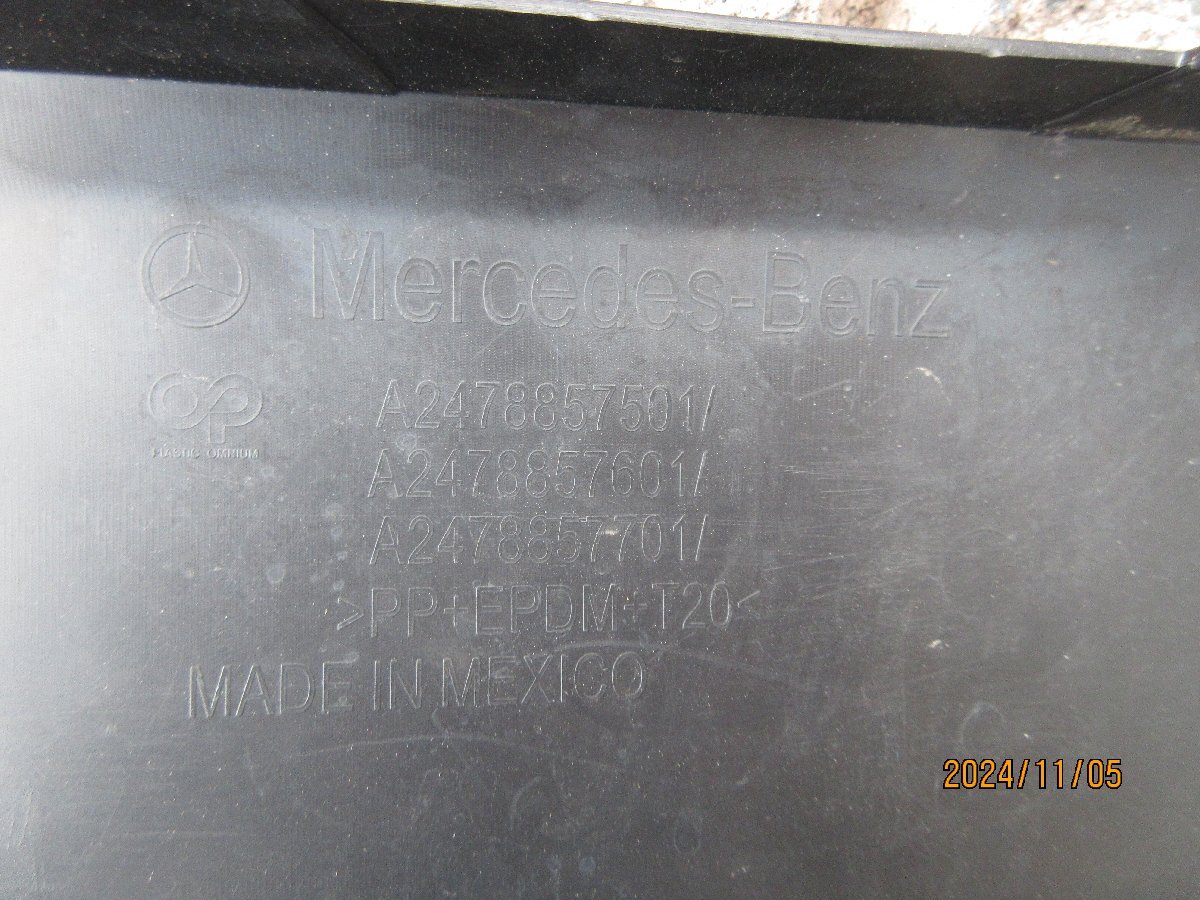 Mercedes-Benz
A2478857501/
PLASTIC OMNIUM
A2478857601/
A2478857701/
>PP+EPDM+T20<
MADE IN MEXICO
2024/11/05